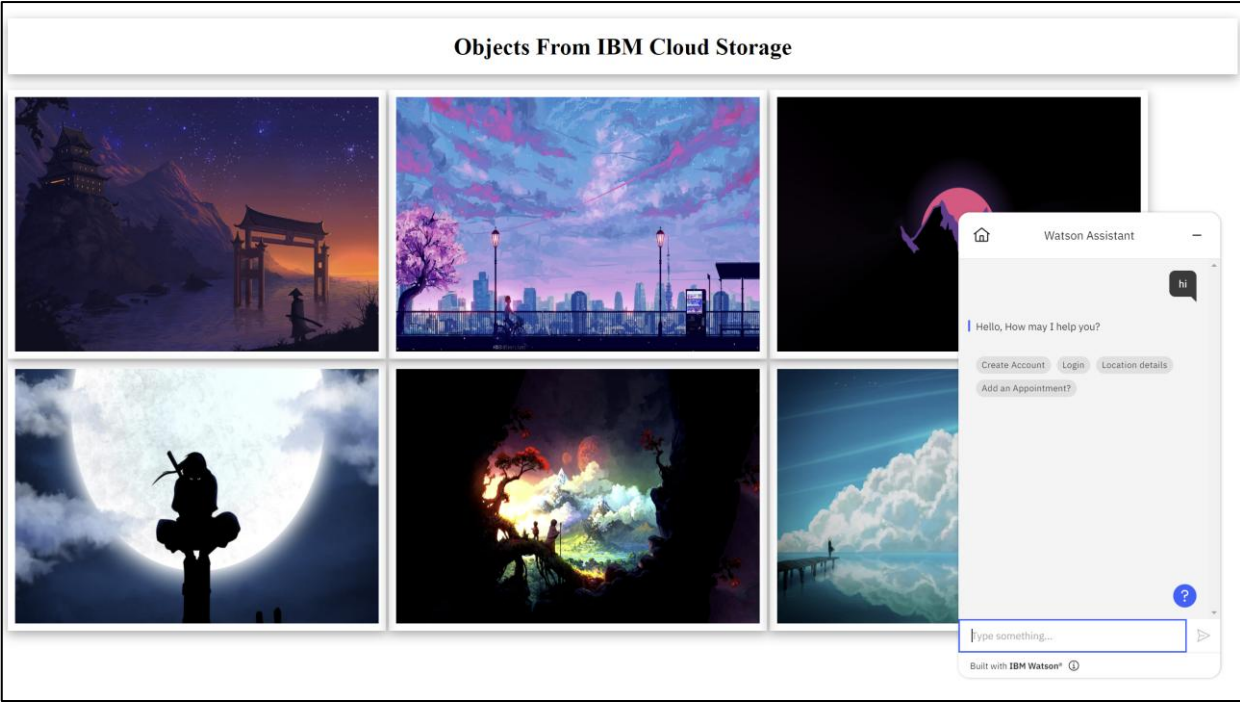 Objects From IBM Cloud Storage
Watson Assistant
hi
Hello, How may I help you?
Create Account Login Location details
Add an Appointment?
?
Type something...
Built with IBM Watson®